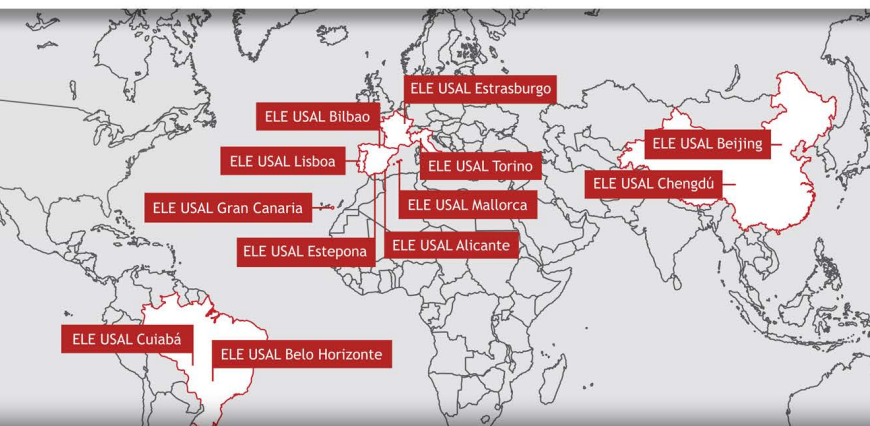 ELE USAL Estrasburgo
ELE USAL Bilbao
ELE USAL Beijing
ELE USAL Lisboa
ELE USAL Torino
ELE USAL Chengdú
ELE USAL Mallorca
ELE USAL Gran Canaria
ELE USAL Estepona
ELE USAL Alicante
ELE USAL Cuiabá
ELE USAL Belo Horizonte